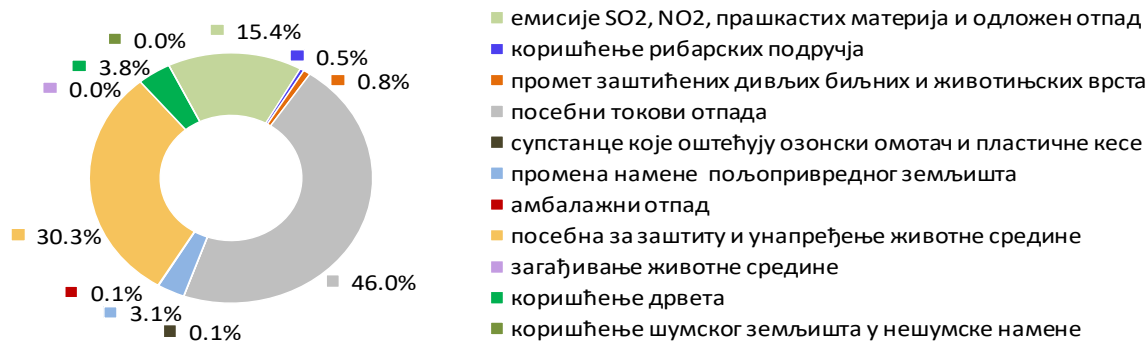 0.0%
15.4%
0.5%
3.8%
0.8%
0.0%
30.3%
46.0%
0.1%
3.1%
0.1%
емисије SO2, NO2, прашкастих материја и одложен отпад
коришћење рибарских подручја
промет заштићених дивљих биљних и животињских врста
посебни токови отпада
супстанце које оштећују озонски омотач и пластичне кесе
промена намене пољопривредног земљишта
амбалажни отпад
посебна за заштиту и унапређење животне средине
загађивање животне средине
коришћење дрвета
коришћење шумског земљишта у нешумске намене